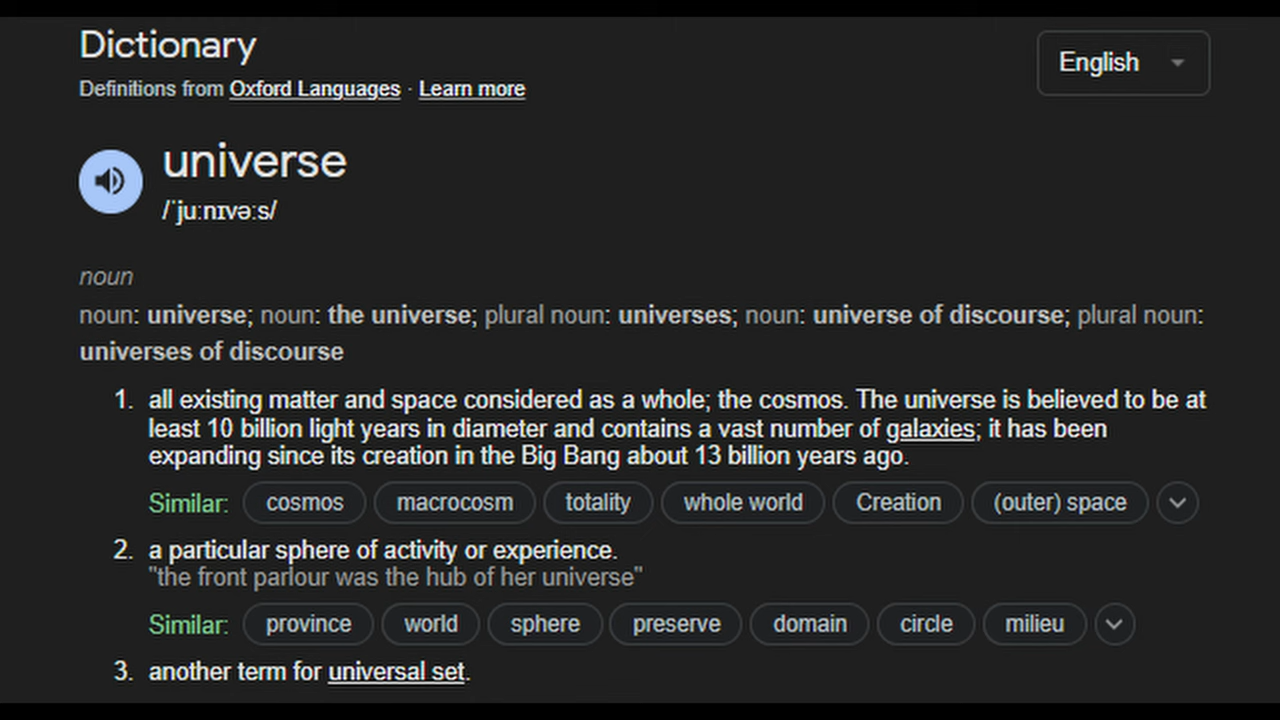 Dictionary
English
Definitions from Oxford Languages · Learn more
universe
/ˈjuːnɪvəːs/
noun
noun: universe; noun: the universe; plural noun: universes; noun: universe of discourse; plural noun:
universes of discourse
1. all existing matter and space considered as a whole; the cosmos. The universe is believed to be at
least 10 billion light years in diameter and contains a vast number of galaxies; it has been
expanding since its creation in the Big Bang about 13 billion years ago.
Similar: cosmos macrocosm totality whole world Creation (outer) space
2. a particular sphere of activity or experience.
"the front parlour was the hub of her universe"
Similar: province world sphere preserve domain circle milieu
3. another term for universal set.